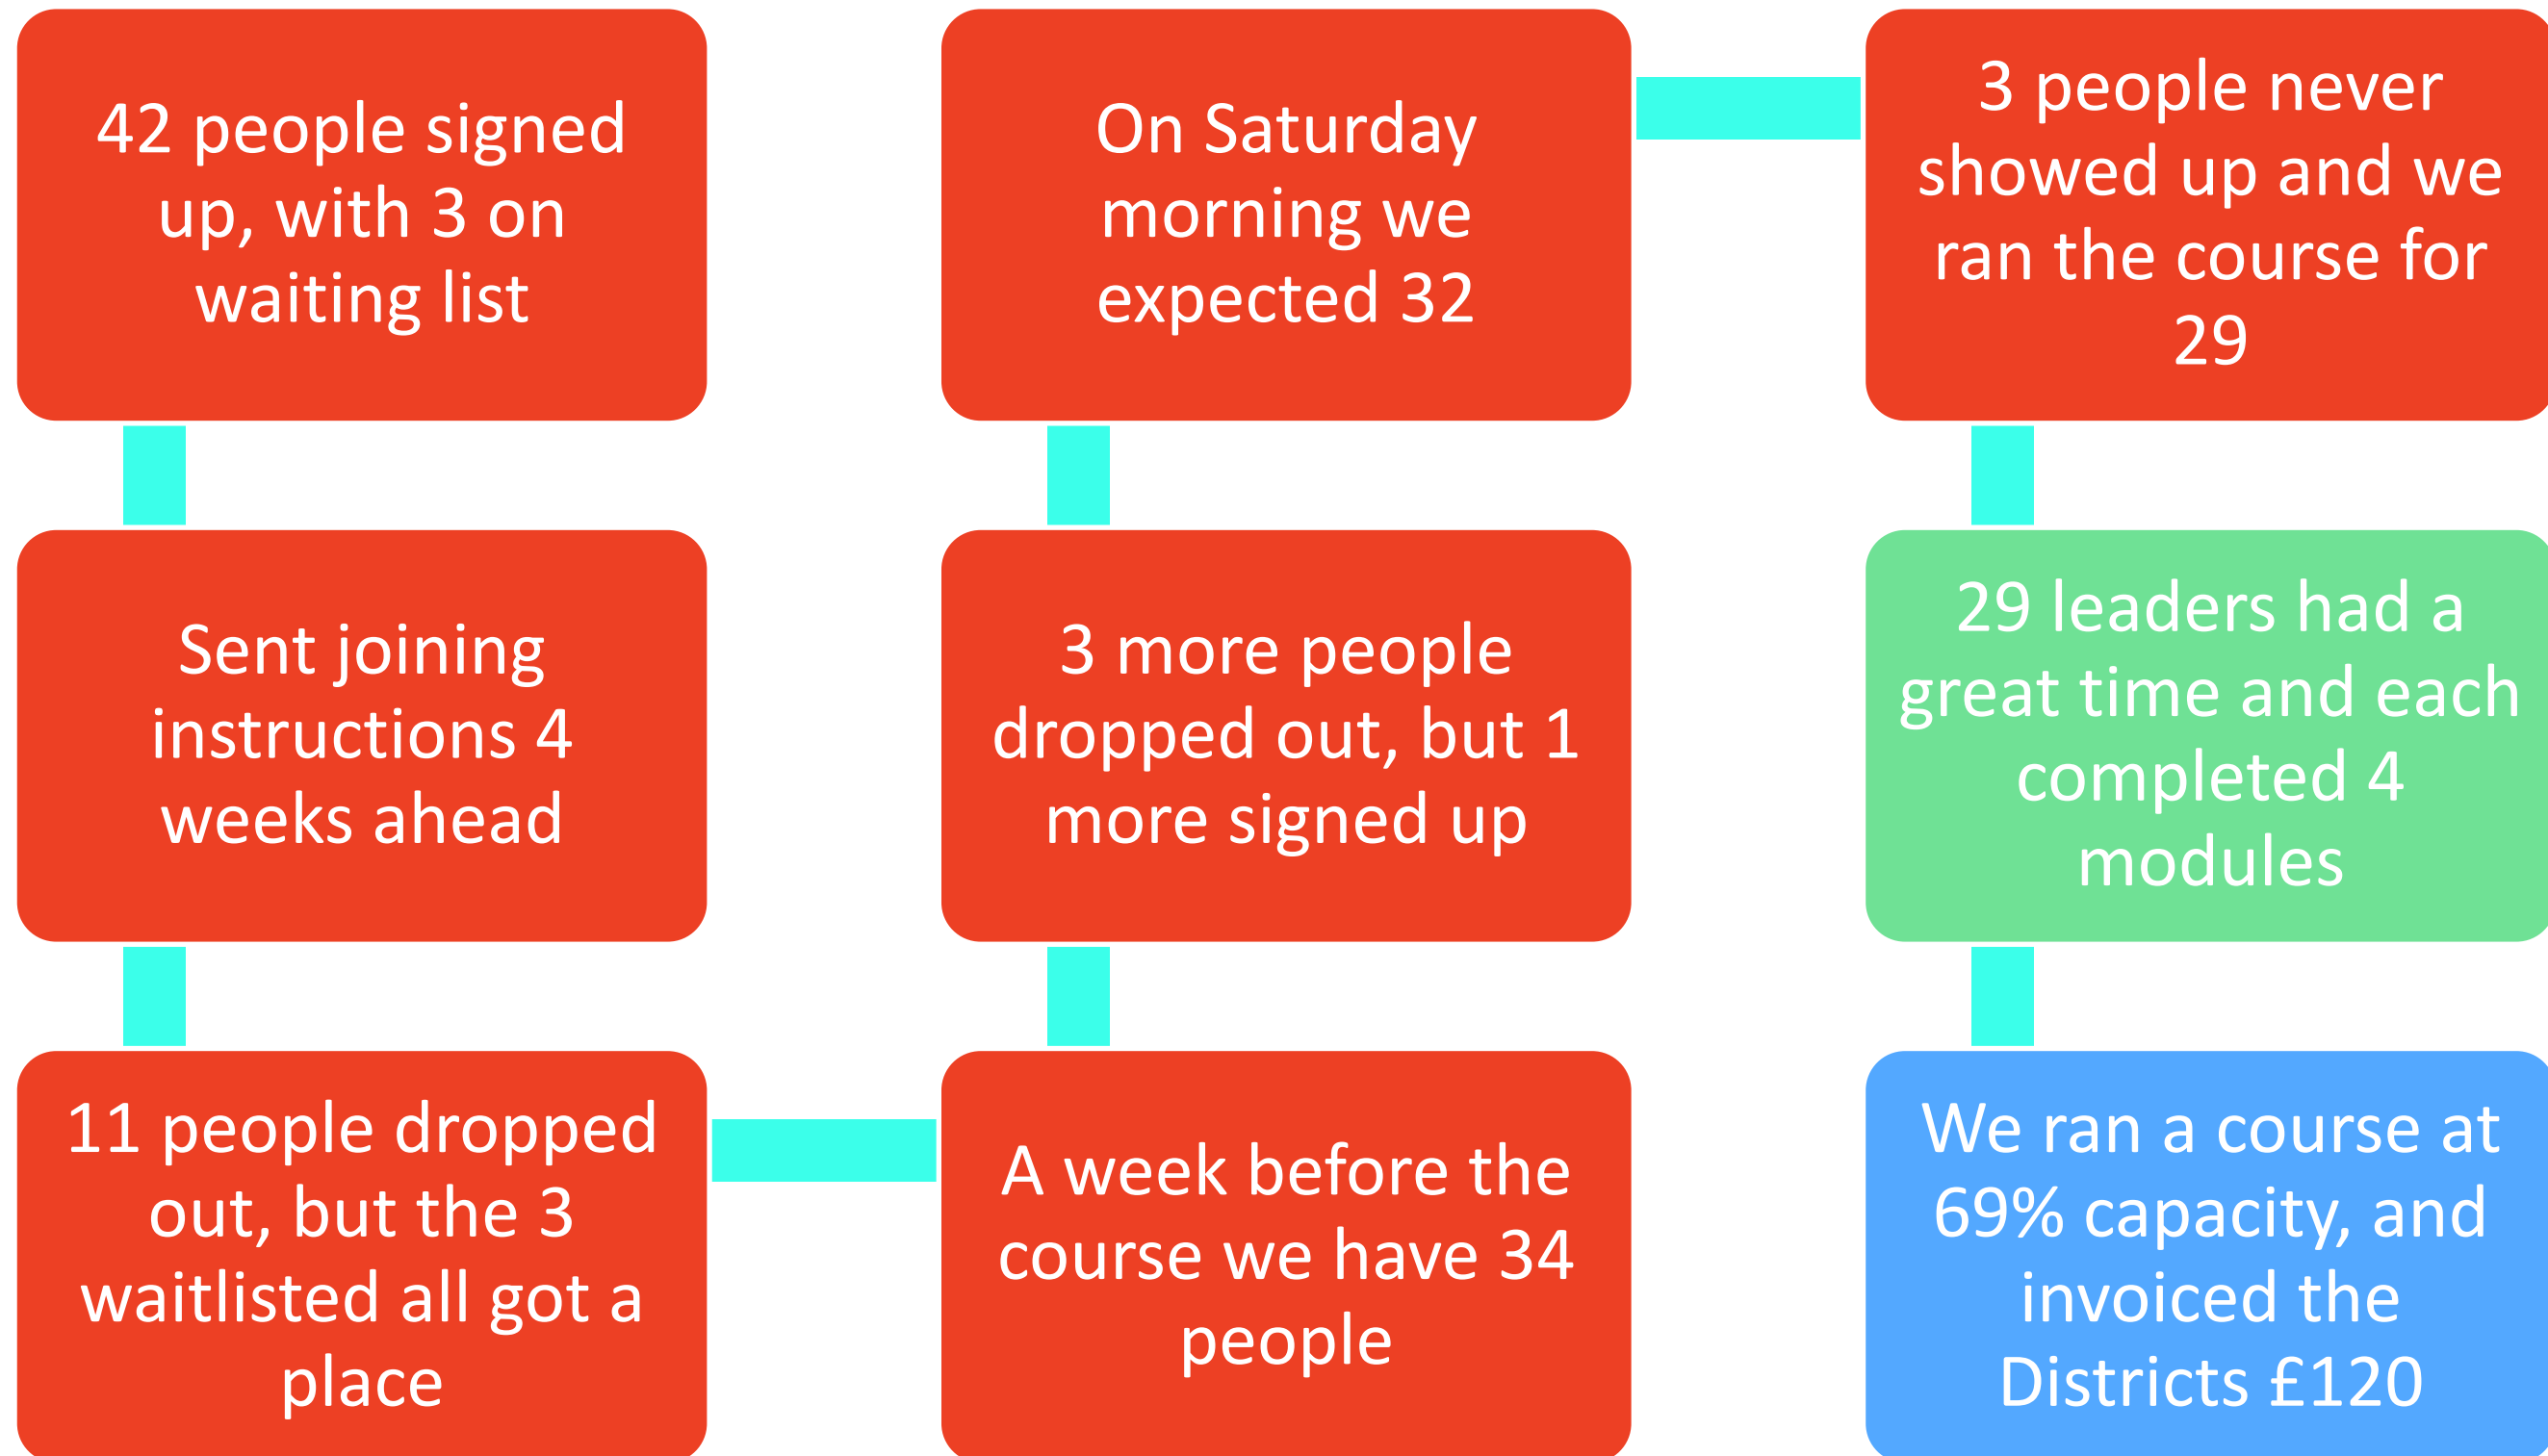 42 people signed
up, with 3 on
waiting list
Sent joining
instructions 4
weeks ahead
11 people dropped
out, but the 3
waitlisted all got a
place
A week before the
course we have 34
people
3 more people
dropped out, but 1
more signed up
On Saturday
morning we
expected 32
3 people never
showed up and we
ran the course for
29
29 leaders had a
great time and each
completed 4
modules
We ran a course at
69% capacity, and
invoiced the
Districts £120